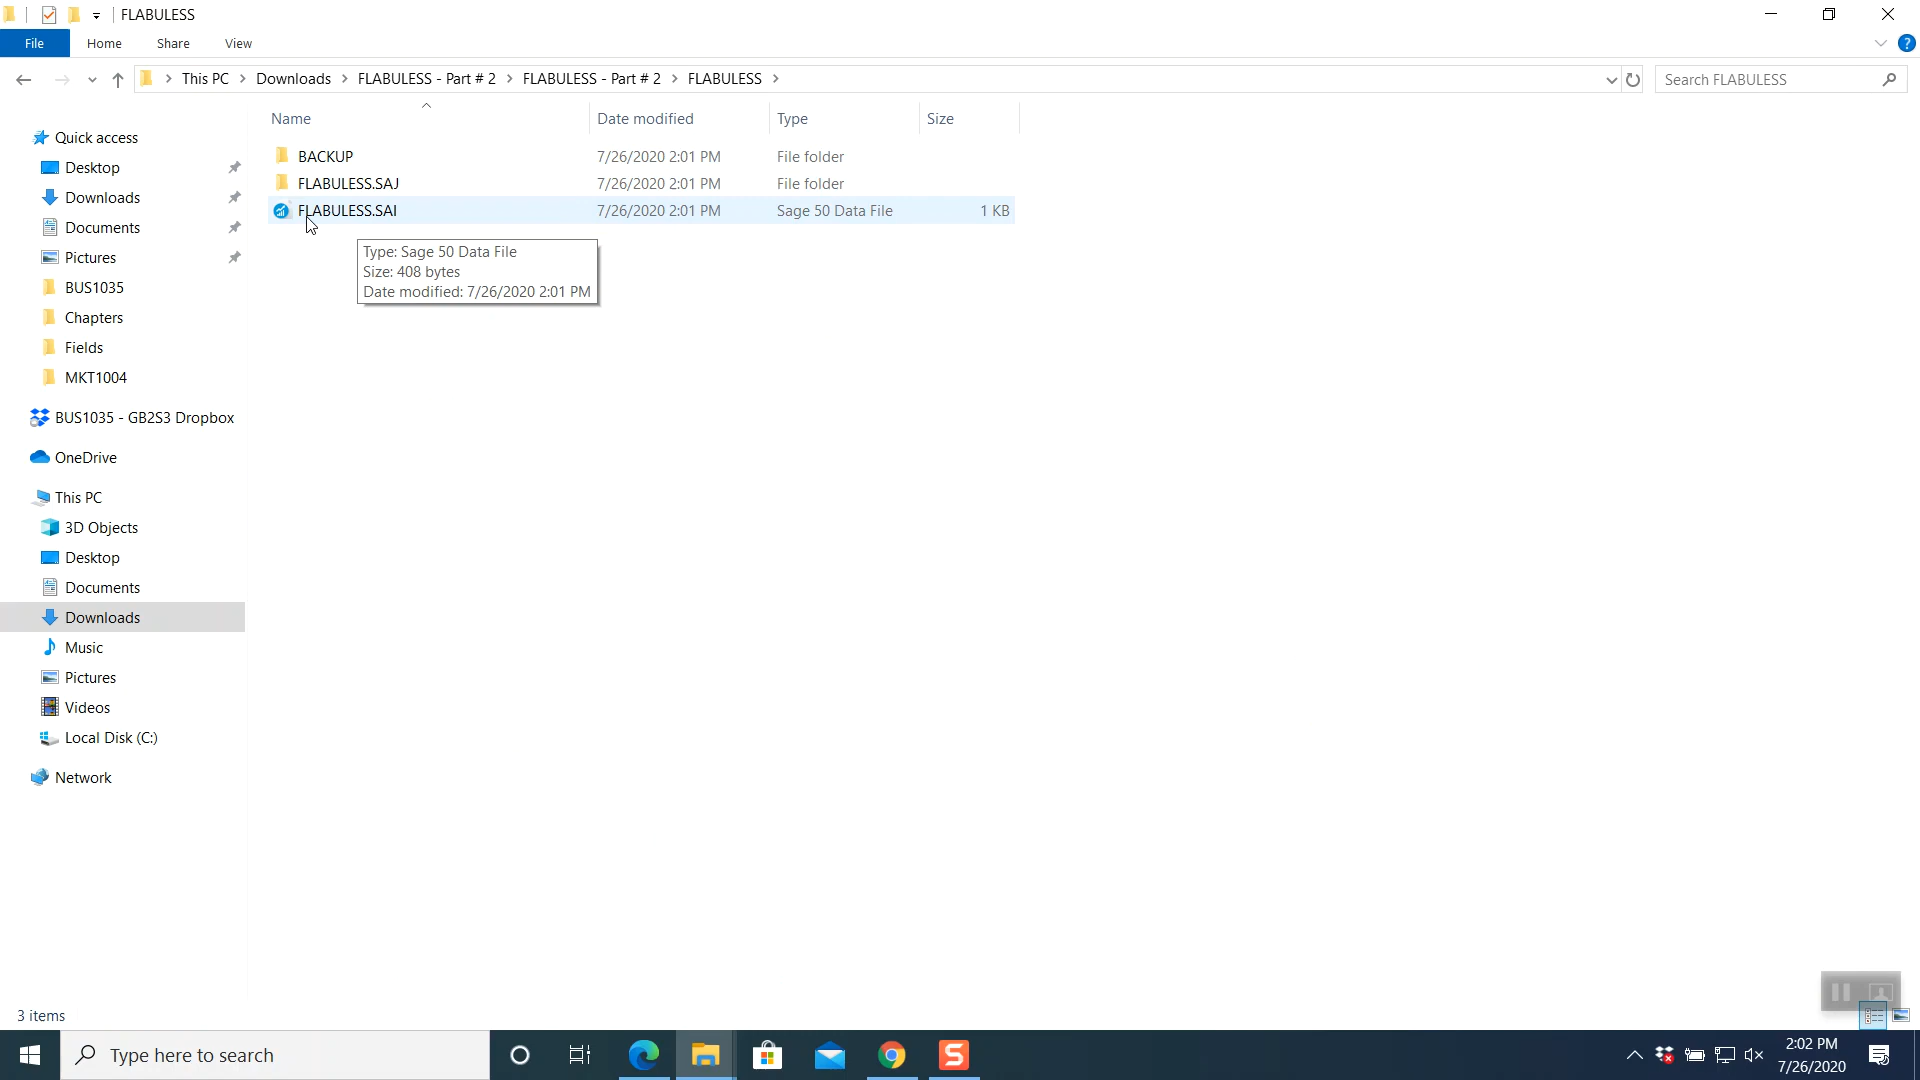 FLABULESS
File Home Share View
This PC Downloads FLABULESS - Part # 2 FLABULESS - Part # 2 FLABULESS
Search FLABULESS
Name Date modified Type Size
BACKUP 7/26/2020 2:01 PM File folder
FLABULESS.SAJ 7/26/2020 2:01 PM File folder
FLABULESS.SAI 7/26/2020 2:01 PM Sage 50 Data File 1 KB
Type: Sage 50 Data File
Size: 408 bytes
Date modified: 7/26/2020 2:01 PM
Quick access
Desktop
Downloads
Documents
Pictures
BUS1035
Chapters
Fields
MKT1004
BUS1035 - GB2S3 Dropbox
OneDrive
This PC
3D Objects
Desktop
Documents
Downloads
Music
Pictures
Videos
Local Disk (C:)
Network
3 items
Type here to search
2:02 PM
7/26/2020